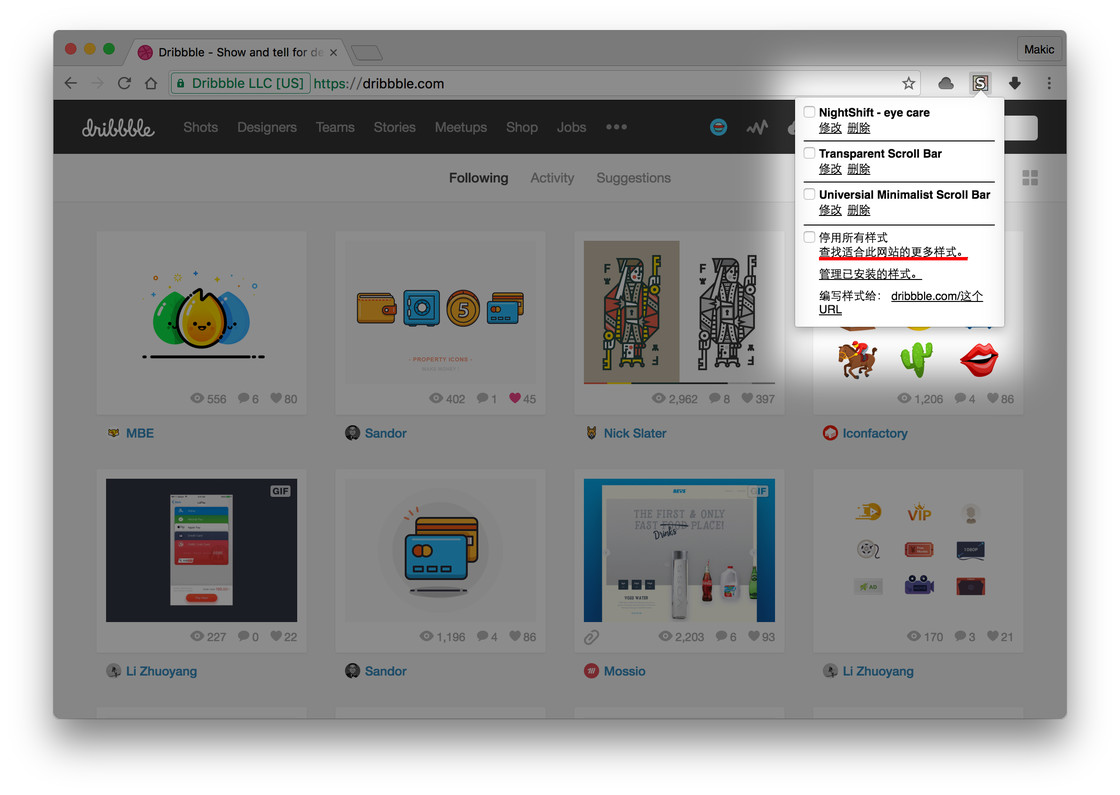 Dribbble - Show and tell for de
Makic
Dribbble LLC [US]
https://dribbble.com
S
NightShift - eye care
修改 删除
Transparent Scroll Bar
修改 删除
Universial Minimalist Scroll Bar
修改 删除
停用所有样式
查找适合此网站的更多样式。
管理已安装的样式。
编写样式给： dribbble.com/这个
URL
dribbble
Shots Designers Teams Stories Meetups Shop Jobs
Following Activity Suggestions
5
- PROPERTY ICONS -
F
F
F
F
556 6 80
402 1 45
2,962 8 397
1,206 4 86
MBE
Sandor
Nick Slater
Iconfactory
GIF
GIF
THE FIRST & ONLY
FAST FOOD PLACE!
Drinks
VIP
1080P
AD
227 0 22
1,196 4 86
2,203 6 93
170 3 21
Li Zhuoyang
Sandor
Mossio
Li Zhuoyang